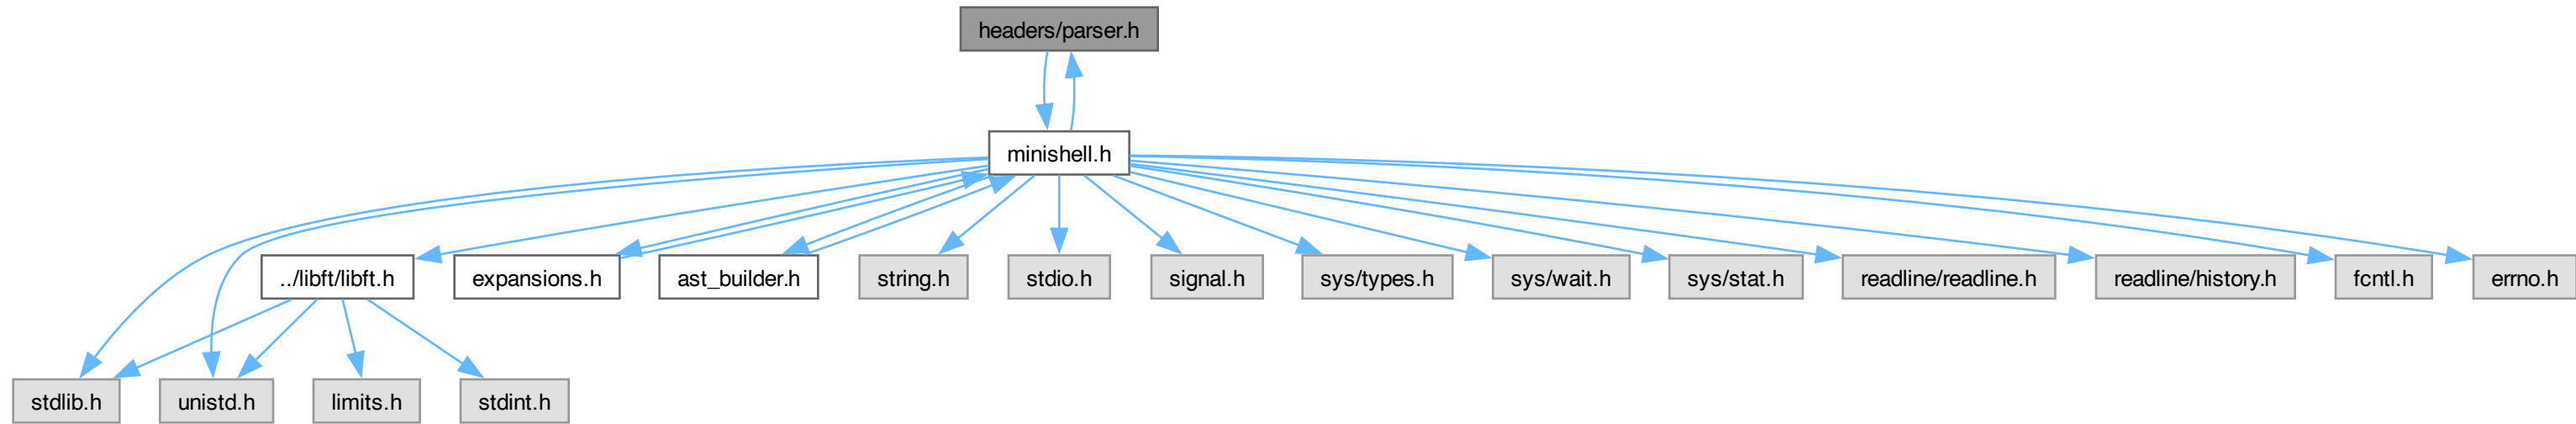 headers/parser.h
minishell.h
../libft/libft.h
expansions.h
ast_builder.h
string.h
stdio.h
signal.h
sys/types.h
sys/wait.h
sys/stat.h
readline/readline.h
readline/history.h
fcntl.h
errno.h
stdlib.h
unistd.h
limits.h
stdint.h